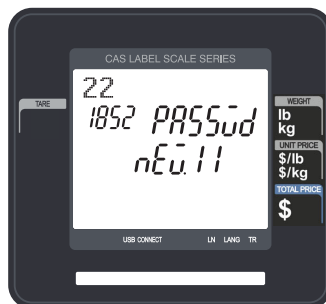 CAS LABEL SCALE SERIES
22
TARE
1852 PASSwd
nEw.11
WEIGHT
lb
kg
UNIT PRICE
$/lb
$/kg
TOTAL PRICE
$
USB CONNECT LN LANG TR